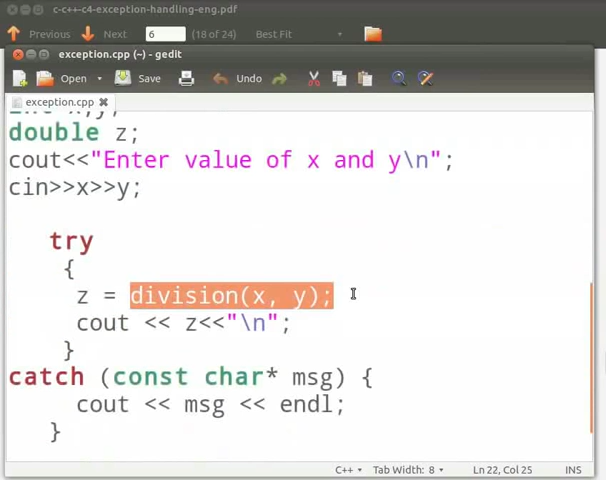 c-c++-c4-exception-handling-eng.pdf
Previous Next 6 (18 of 24) Best Fit
exception.cpp (~) - gedit
Open Save Undo
exception.cpp
int x,y;
double z;
cout<<"Enter value of x and y\n";
cin>>x>>y;
try
{
z = division(x, y);
cout << z<<"\n";
}
catch (const char* msg) {
cout << msg << endl;
}
C++ Tab Width: 8 Ln 22, Col 25 INS